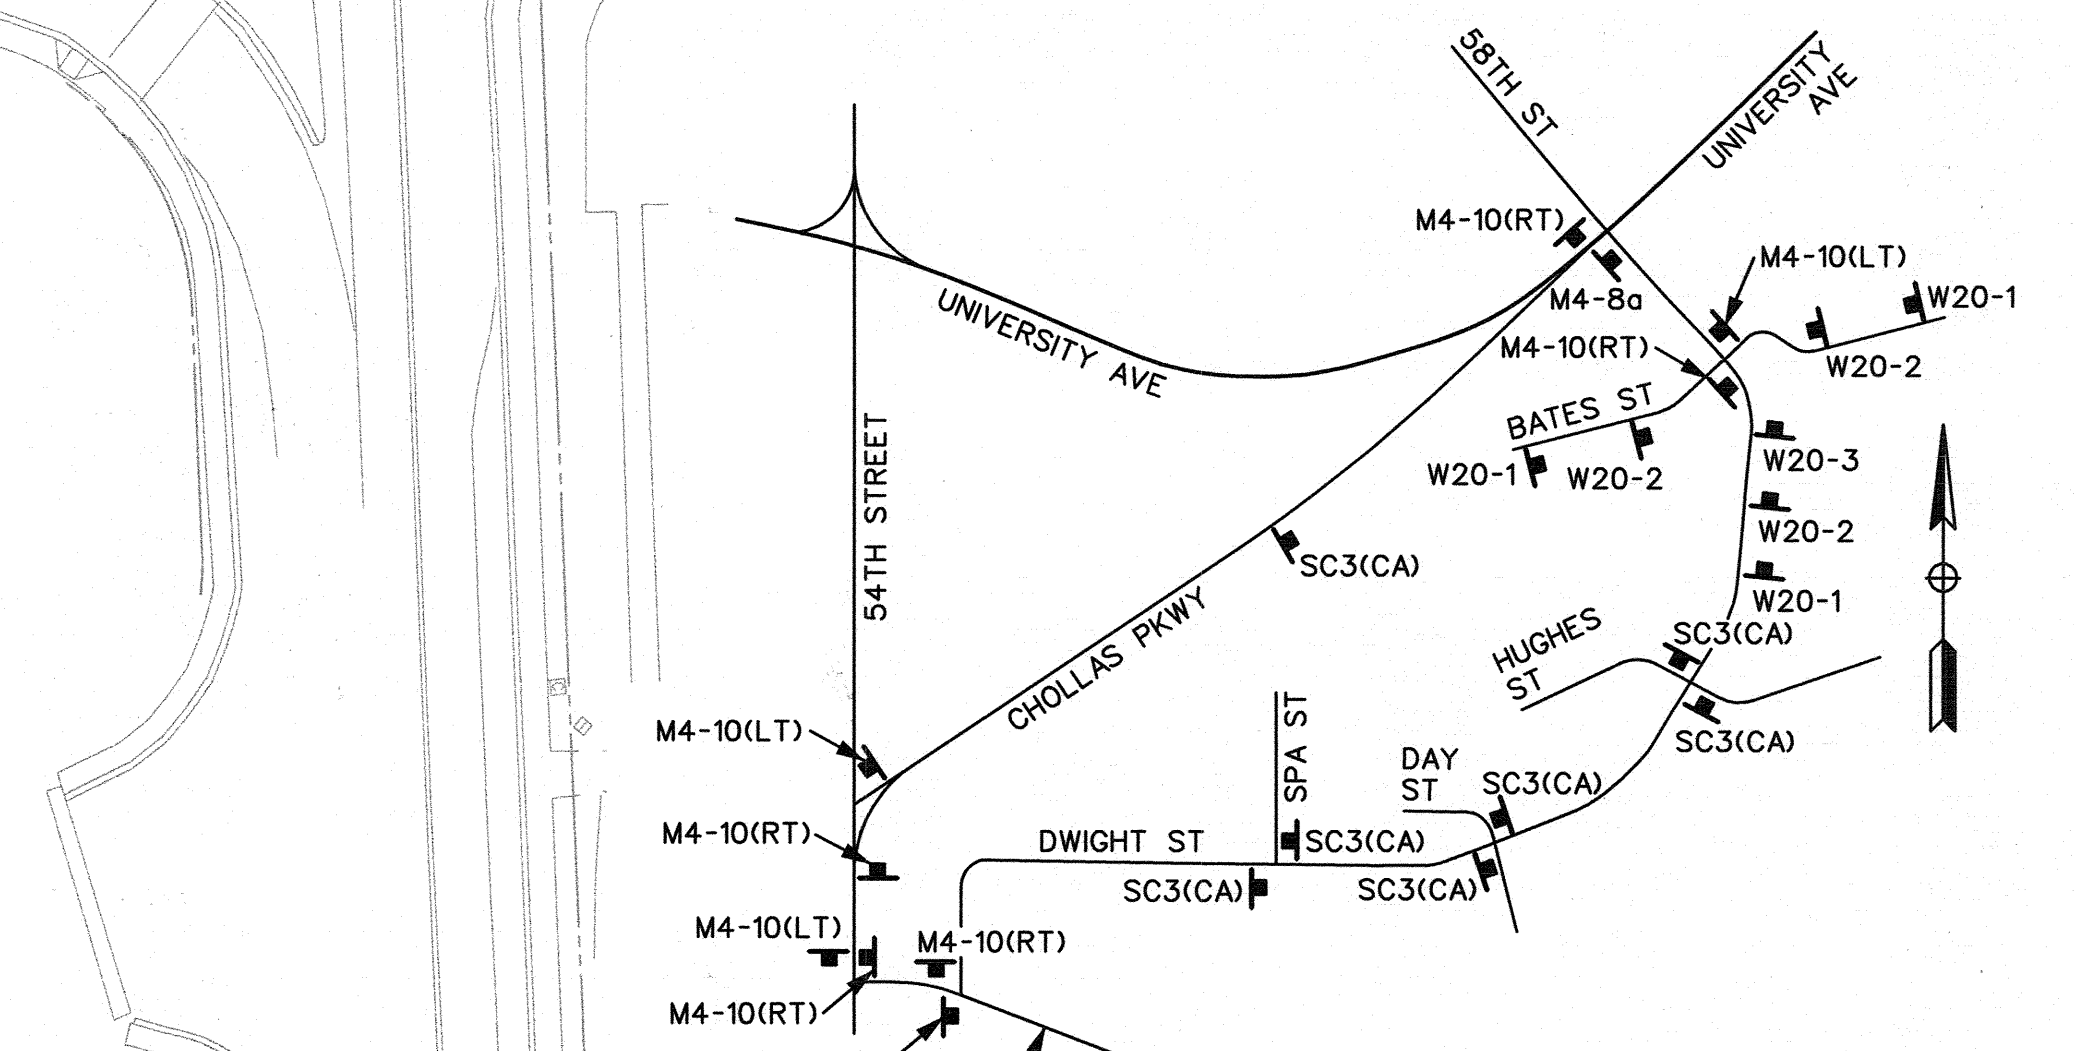 58TH ST
UNIVERSITY
AVE
M4-10(RT)
M4-8a
M4-10(LT)
W20-1
M4-10(RT)
W20-2
UNIVERSITY AVE
BATES ST
W20-1
W20-2
W20-3
W20-2
W20-1
54TH STREET
SC3(CA)
CHOLLAS PKWY
HUGHES
ST
SC3(CA)
SC3(CA)
M4-10(LT)
SPA ST
DAY
ST
SC3(CA)
M4-10(RT)
DWIGHT ST
SC3(CA)
SC3(CA)
SC3(CA)
M4-10(LT)
M4-10(RT)
M4-10(RT)